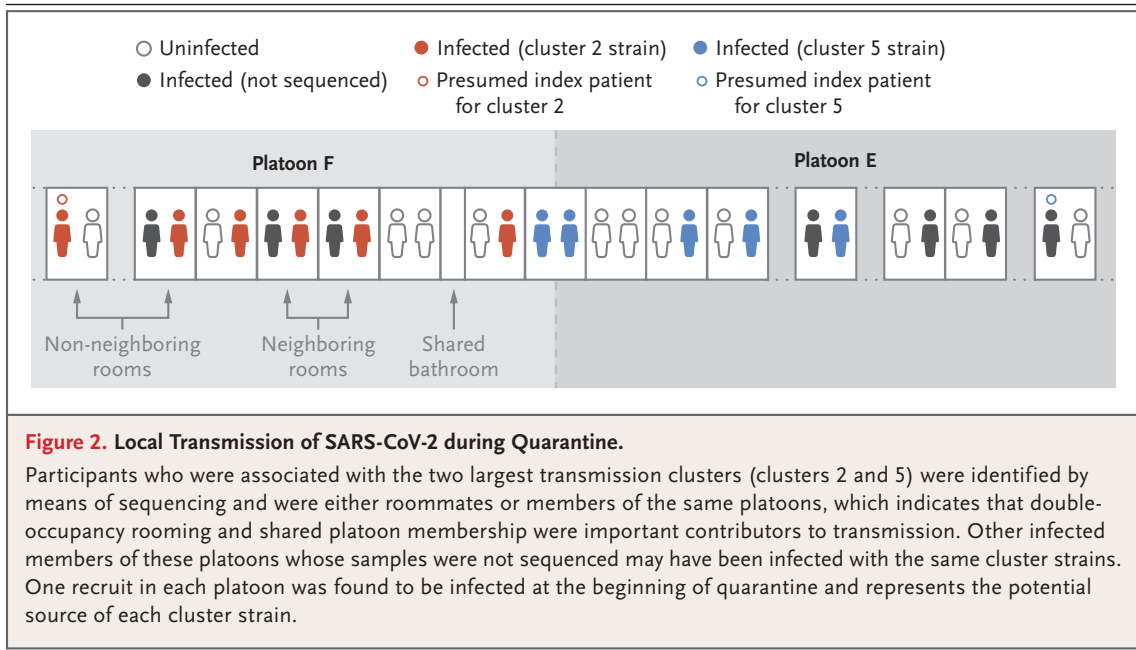 Uninfected
Infected (cluster 2 strain)
Infected (cluster 5 strain)
Infected (not sequenced)
Presumed index patient
for cluster 2
Presumed index patient
for cluster 5
Platoon F
Platoon E
Non-neighboring
rooms
Neighboring
rooms
Shared
bathroom
Figure 2. Local Transmission of SARS-CoV-2 during Quarantine.
Participants who were associated with the two largest transmission clusters (clusters 2 and 5) were identified by
means of sequencing and were either roommates or members of the same platoons, which indicates that double-
occupancy rooming and shared platoon membership were important contributors to transmission. Other infected
members of these platoons whose samples were not sequenced may have been infected with the same cluster strains.
One recruit in each platoon was found to be infected at the beginning of quarantine and represents the potential
source of each cluster strain.